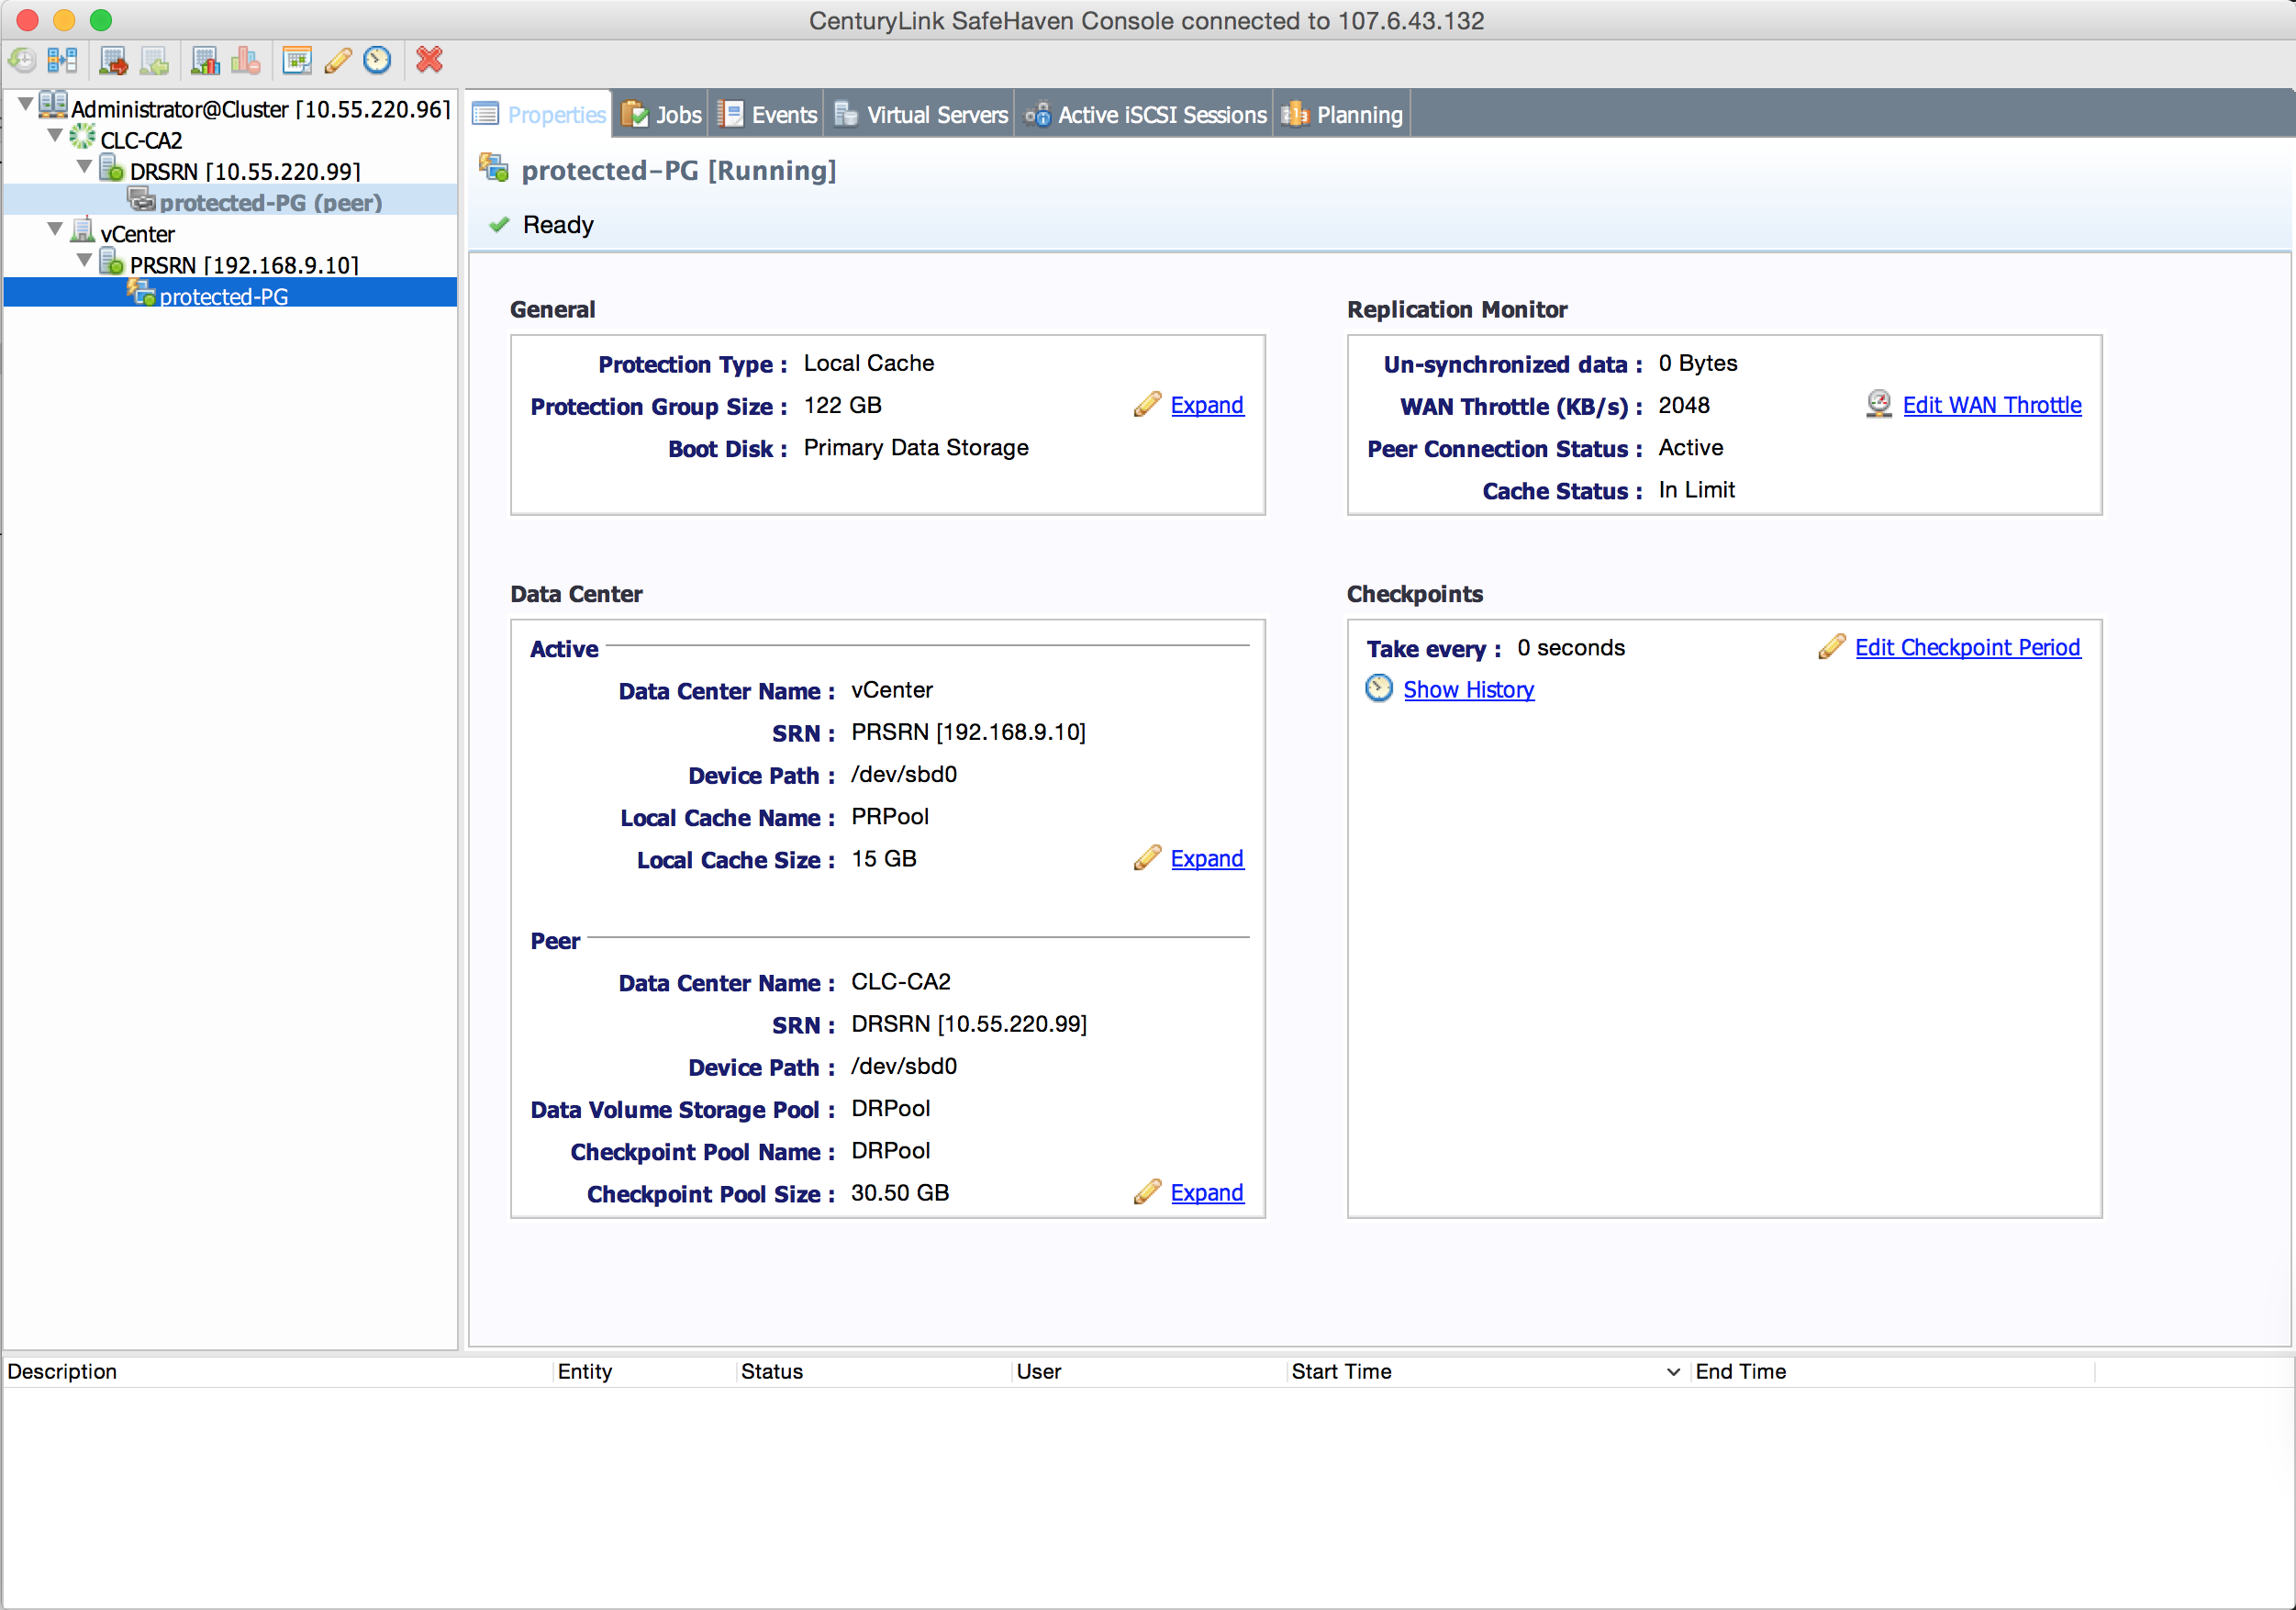 CenturyLink SafeHaven Console connected to 107.6.43.132
Administrator@Cluster [10.55.220.96]
CLC-CA2
DRSRN [10.55.220.99]
protected-PG (peer)
vCenter
PRSRN [192.168.9.10]
protected-PG
Properties Jobs Events Virtual Servers Active iSCSI Sessions Planning
protected-PG [Running]
Ready
General
Protection Type : Local Cache
Protection Group Size : 122 GB Expand
Boot Disk : Primary Data Storage
Replication Monitor
Un-synchronized data : 0 Bytes
WAN Throttle (KB/s) : 2048 Edit WAN Throttle
Peer Connection Status : Active
Cache Status : In Limit
Data Center
Active
Data Center Name : vCenter
SRN : PRSRN [192.168.9.10]
Device Path : /dev/sbd0
Local Cache Name : PRPool
Local Cache Size : 15 GB Expand
Peer
Data Center Name : CLC-CA2
SRN : DRSRN [10.55.220.99]
Device Path : /dev/sbd0
Data Volume Storage Pool : DRPool
Checkpoint Pool Name : DRPool
Checkpoint Pool Size : 30.50 GB Expand
Checkpoints
Take every : 0 seconds Edit Checkpoint Period
Show History
Description Entity Status User Start Time End Time